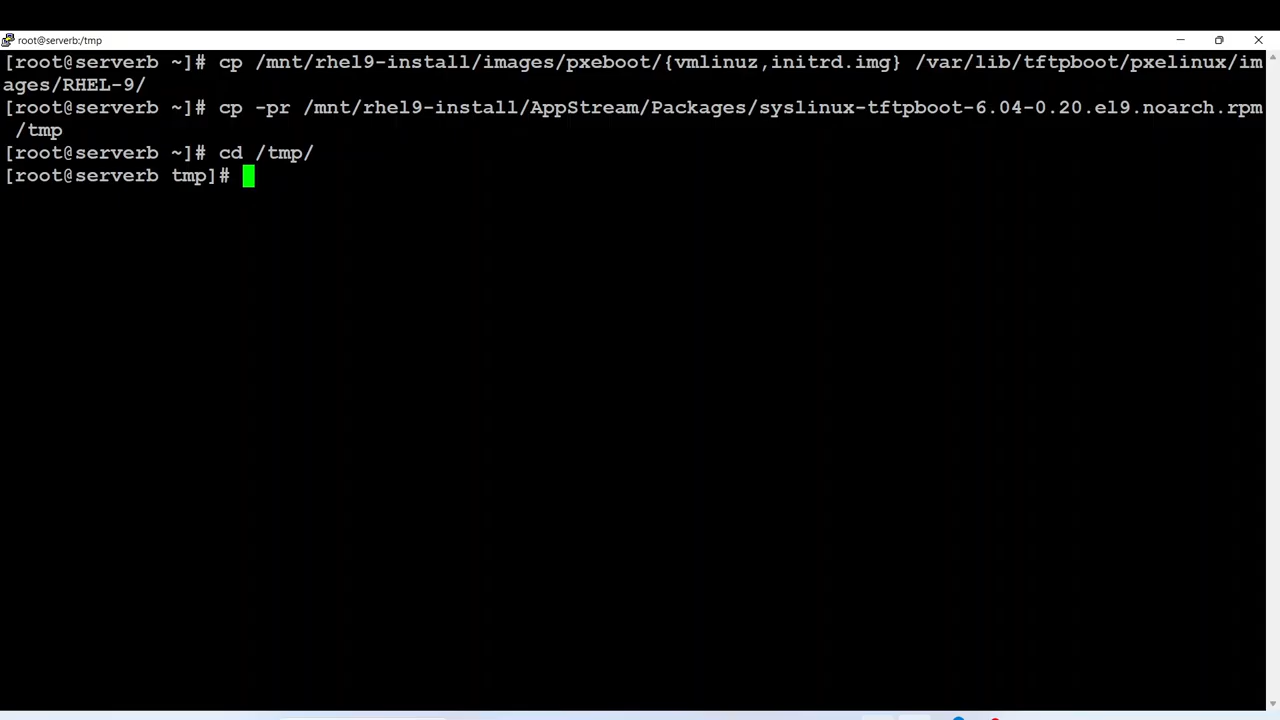 root@serverb:/tmp
[root@serverb ~]# cp /mnt/rhel9-install/images/pxeboot/{vmlinuz,initrd.img} /var/lib/tftpboot/pxelinux/im
ages/RHEL-9/
[root@serverb ~]# cp -pr /mnt/rhel9-install/AppStream/Packages/syslinux-tftpboot-6.04-0.20.el9.noarch.rpm
 /tmp
[root@serverb ~]# cd /tmp/
[root@serverb tmp]#